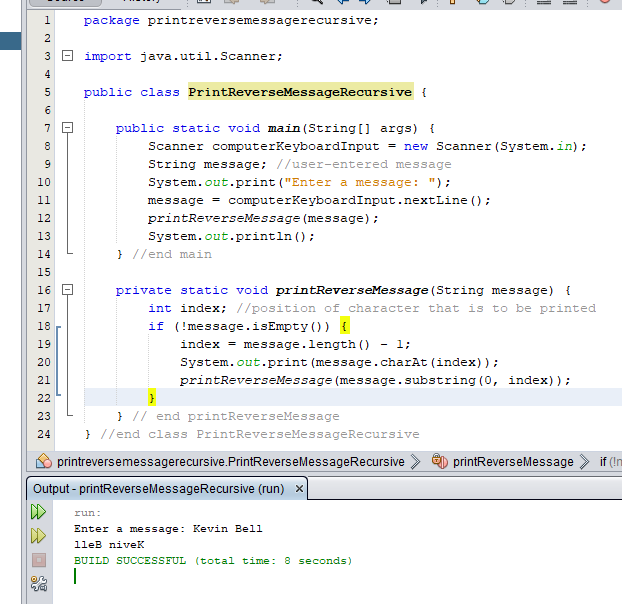 1 package printreversemessagerecursive;
2
3 import java.util.Scanner;
4
5 public class PrintReverseMessageRecursive {
6
7 public static void main(String[] args) {
8 Scanner computerKeyboardInput = new Scanner(System.in);
9 String message; //user-entered message
10 System.out.print("Enter a message: ");
11 message = computerKeyboardInput.nextLine();
12 printReverseMessage(message);
13 System.out.println();
14 } //end main
15
16 private static void printReverseMessage(String message) {
17 int index; //position of character that is to be printed
18 if (!message.isEmpty()) {
19 index = message.length() - 1;
20 System.out.print(message.charAt(index));
21 printReverseMessage(message.substring(0, index));
22 }
23 } // end printReverseMessage
24 } //end class PrintReverseMessageRecursive
printreversemessagerecursive.PrintReverseMessageRecursive printReverseMessage if (!n
Output - printReverseMessageRecursive (run) ×
run:
Enter a message: Kevin Bell
lleB niveK
BUILD SUCCESSFUL (total time: 8 seconds)